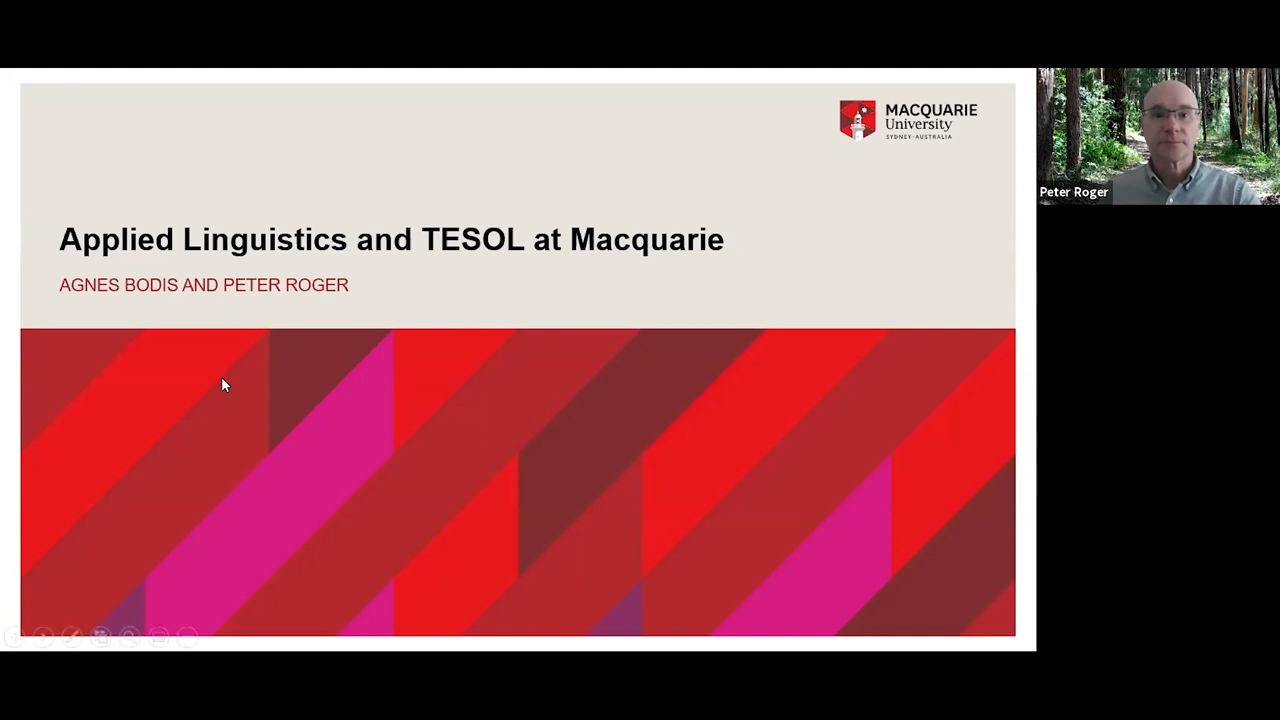 MACQUARIE
University
SYDNEY·AUSTRALIA
Applied Linguistics and TESOL at Macquarie
AGNES BODIS AND PETER ROGER
Peter Roger